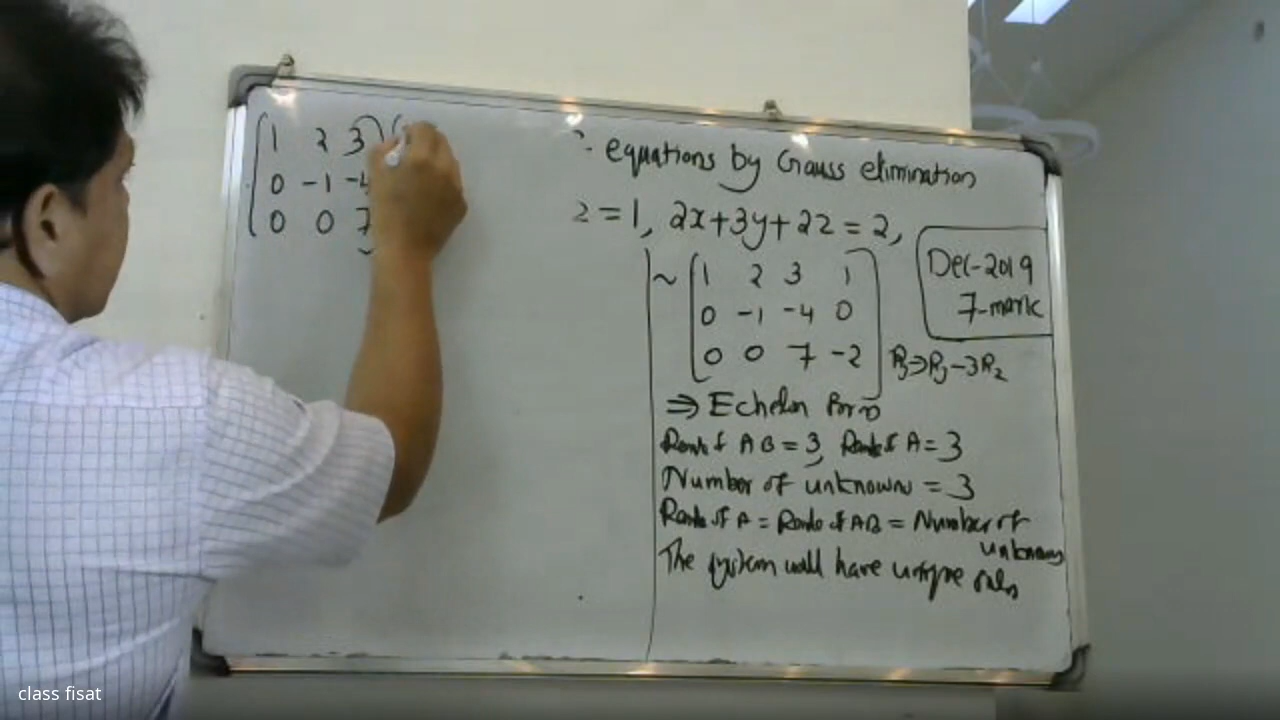 1 2 3
0 -1 -4
0 0 7
equations by Gauss elimination
z=1, 2x+3y+2z=2,
Dec-2019
7-mark
~ 1 2 3 1
0 -1 -4 0
0 0 7 -2 R3→R3-3R2
⇒ Echelon Form
Rank of AB=3, Rank of A=3
Number of unknown=3
Rank of A = Rank of AB = Number of
unknowns
The system will have unique soln
class fisat